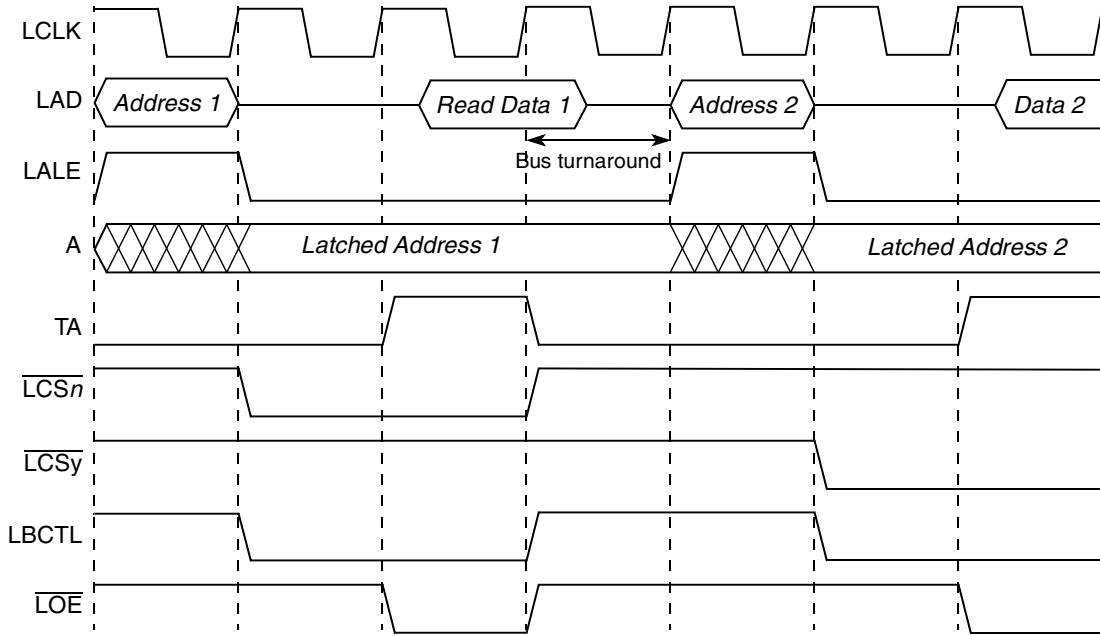 LCLK
LAD Address 1 Read Data 1 Address 2 Data 2
Bus turnaround
LALE
A Latched Address 1 Latched Address 2
TA
LCSn
LCSy
LBCTL
LOE